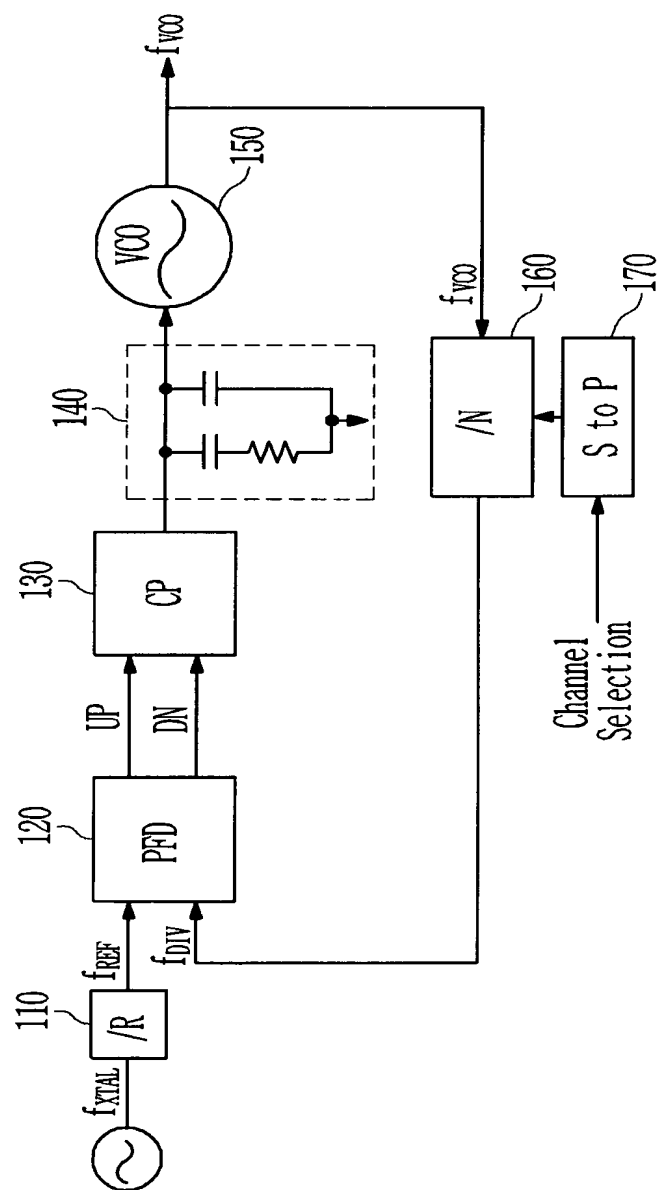 f_XTAL
110
/R
f_REF
f_DIV
120
PFD
UP
DN
130
CP
140
VCO
150
f_VCO
f_VCO
/N
160
S to P
170
Channel
Selection